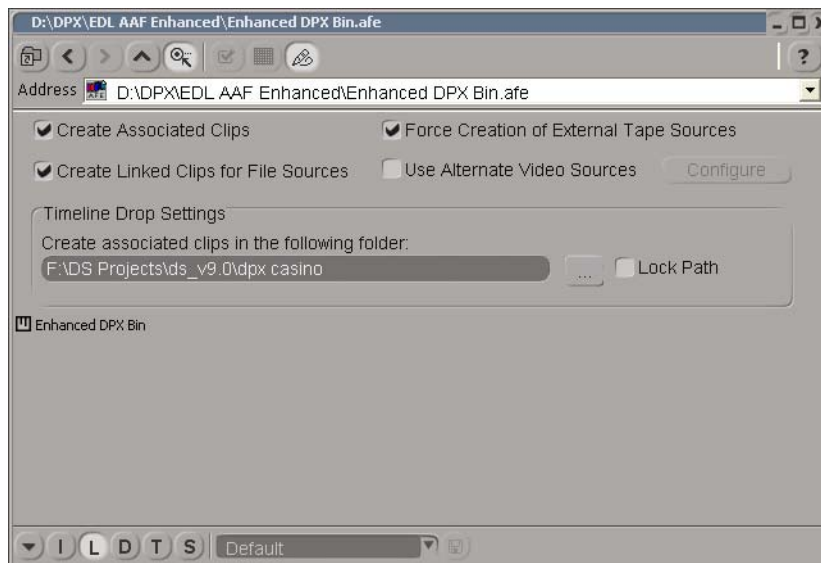 D:\DPX\EDL AAF Enhanced\Enhanced DPX Bin.afe
?
Address D:\DPX\EDL AAF Enhanced\Enhanced DPX Bin.afe
Create Associated Clips Force Creation of External Tape Sources
Create Linked Clips for File Sources Use Alternate Video Sources Configure
Timeline Drop Settings
Create associated clips in the following folder:
F:\DS Projects\ds_v9.0\dpx casino ... Lock Path
Enhanced DPX Bin
I L D T S Default